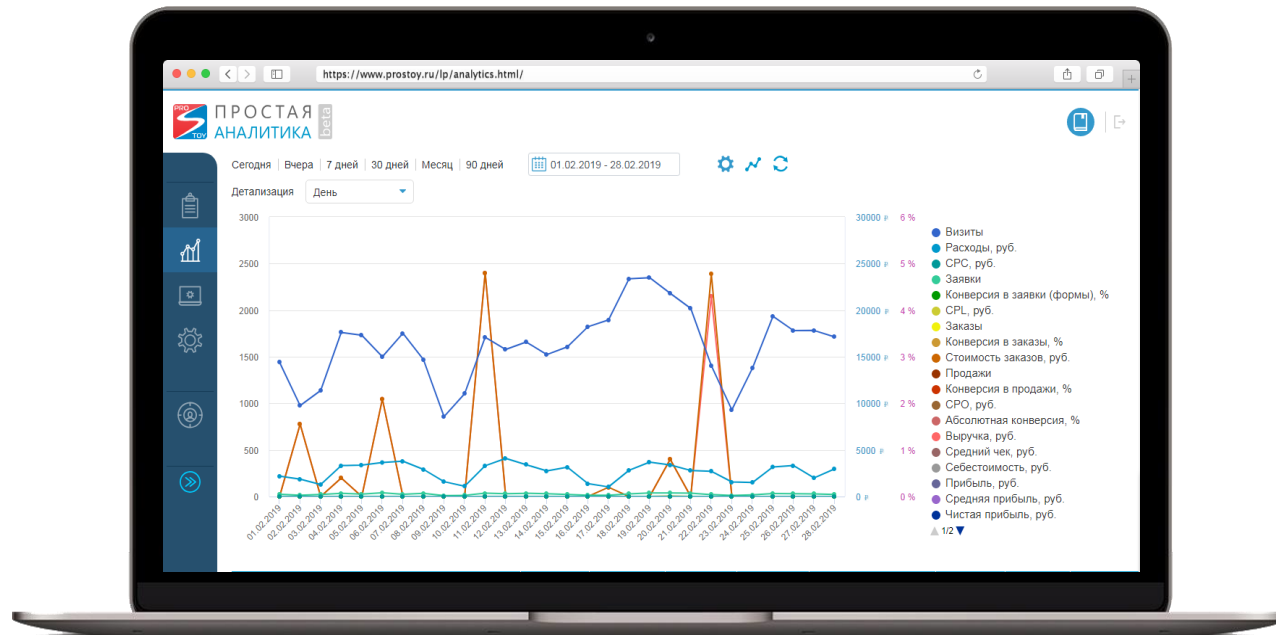 https://www.prostoy.ru/lp/analytics.html/
PRO
TOY
ПРОСТАЯ
АНАЛИТИКА
beta
Сегодня Вчера 7 дней 30 дней Месяц 90 дней 01.02.2019 - 28.02.2019
Детализация День
3000 30000 ₽ 6 %
2500 25000 ₽ 5 %
2000 20000 ₽ 4 %
1500 15000 ₽ 3 %
1000 10000 ₽ 2 %
500 5000 ₽ 1 %
0 0 ₽ 0 %
01.02.2019 02.02.2019 03.02.2019 04.02.2019 05.02.2019 06.02.2019 07.02.2019 08.02.2019 09.02.2019 10.02.2019 11.02.2019 12.02.2019 13.02.2019 14.02.2019 15.02.2019 16.02.2019 17.02.2019 18.02.2019 19.02.2019 20.02.2019 21.02.2019 22.02.2019 23.02.2019 24.02.2019 25.02.2019 26.02.2019 27.02.2019 28.02.2019
Визиты
Расходы, руб.
CPC, руб.
Заявки
Конверсия в заявки (формы), %
CPL, руб.
Заказы
Конверсия в заказы, %
Стоимость заказов, руб.
Продажи
Конверсия в продажи, %
CPO, руб.
Абсолютная конверсия, %
Выручка, руб.
Средний чек, руб.
Себестоимость, руб.
Прибыль, руб.
Средняя прибыль, руб.
Чистая прибыль, руб.
1/2